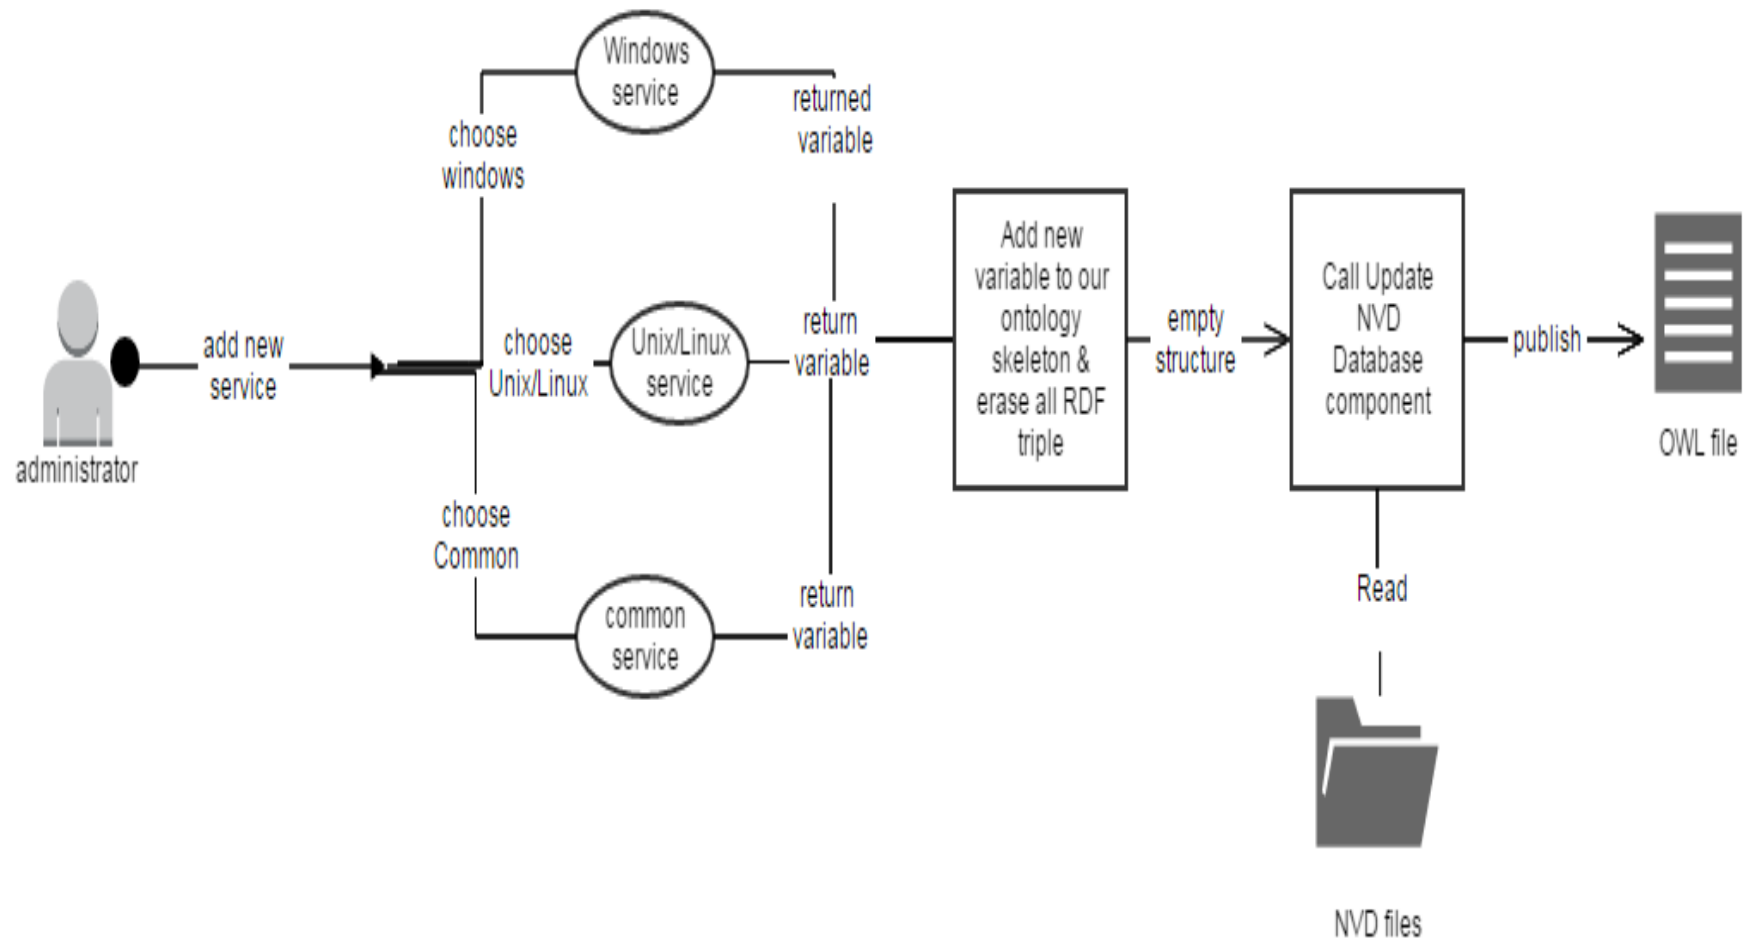 administrator
add new
service
choose
windows
Windows
service
returned
variable
choose
Unix/Linux
Unix/Linux
service
return
variable
choose
Common
common
service
return
variable
Add new
variable to our
ontology
skeleton &
erase all RDF
triple
empty
structure
Call Update
NVD
Database
component
publish
OWL file
Read
NVD files